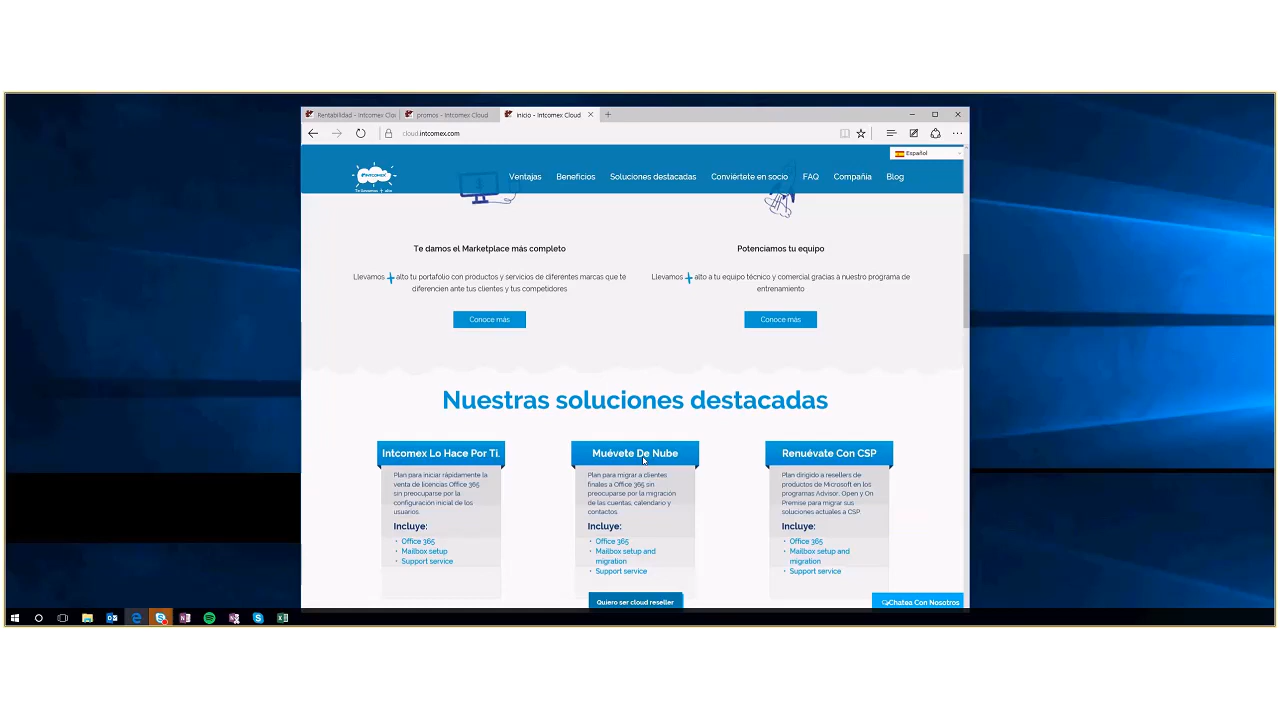 Rentabilidad - Intcomex Clo
promos - Intcomex Cloud
inicio - Intcomex Cloud
cloud.intcomex.com
Español
INTCOMEX
Te llevamos + alto
Ventajas
Beneficios
Soluciones destacadas
Conviértete en socio
FAQ
Compañia
Blog
Te damos el Marketplace más completo
Llevamos + alto tu portafolio con productos y servicios de diferentes marcas que te
diferencien ante tus clientes y tus competidores
Conoce más
Potenciamos tu equipo
Llevamos + alto a tu equipo técnico y comercial gracias a nuestro programa de
entrenamiento
Conoce más
Nuestras soluciones destacadas
Intcomex Lo Hace Por Ti.
Plan para iniciar rápidamente la
venta de licencias Office 365
sin preocuparse por la
configuración inicial de los
usuarios.
Incluye:
Office 365
Mailbox setup
Support service
Muévete De Nube
Plan para migrar a clientes
finales a Office 365 sin
preocuparse por la migración
de las cuentas, calendario y
contactos.
Incluye:
Office 365
Mailbox setup and
migration
Support service
Renuévate Con CSP
Plan dirigido a resellers de
productos de Microsoft en los
programas Advisor, Open y On
Premise para migrar sus
soluciones actuales a CSP.
Incluye:
Office 365
Mailbox setup and
migration
Support service
Quiero ser cloud reseller
Chatea Con Nosotros